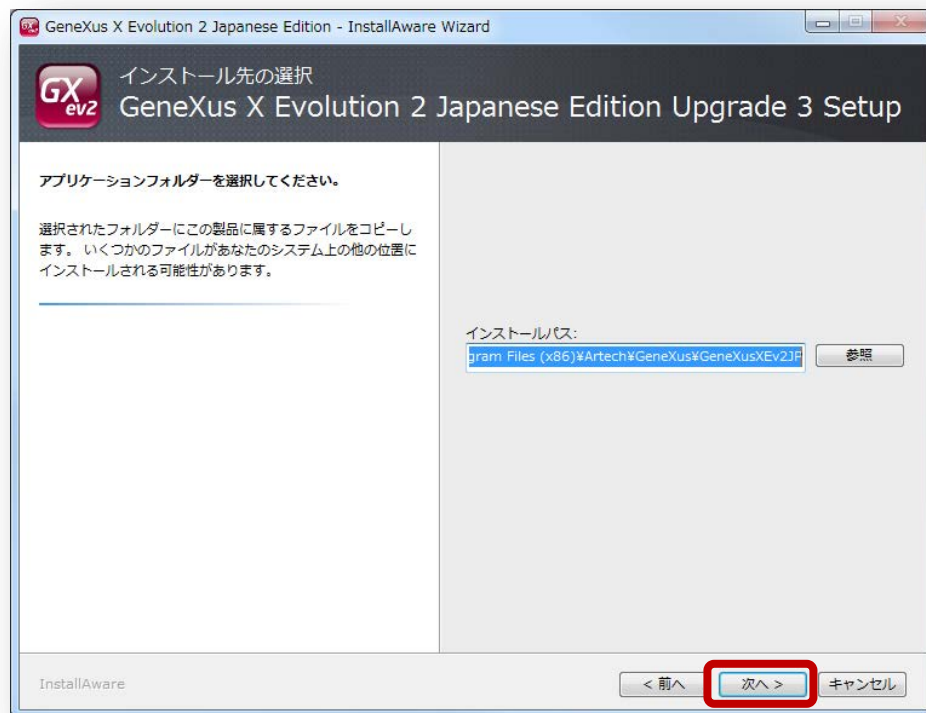 GeneXus X Evolution 2 Japanese Edition - InstallAware Wizard
GX
ev2
インストール先の選択
GeneXus X Evolution 2 Japanese Edition Upgrade 3 Setup
アプリケーションフォルダーを選択してください。
選択されたフォルダーにこの製品に属するファイルをコピーし
ます。 いくつかのファイルがあなたのシステム上の他の位置に
インストールされる可能性があります。
インストールパス:
gram Files (x86)¥Artech¥GeneXus¥GeneXusXEv2JP
参照
InstallAware
< 前へ
次へ >
キャンセル